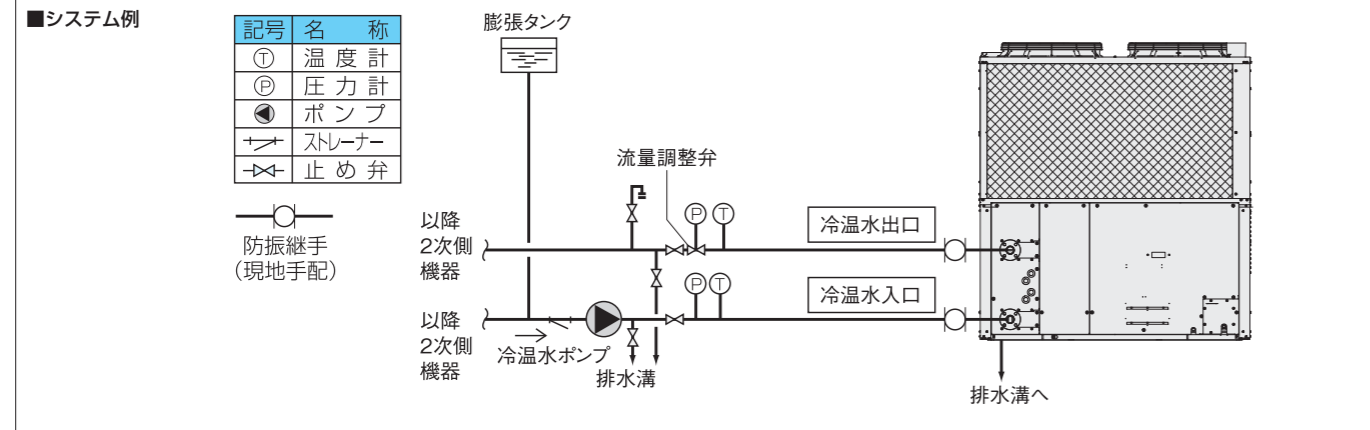 ■システム例
記号 名 称
Ⓣ 温 度 計
Ⓟ 圧 力 計
ポ ン プ
ストレーナー
止 め 弁
防振継手
(現地手配)
膨張タンク
流量調整弁
以降
2次側
機器
P T
冷温水出口
P T
冷温水入口
以降
2次側
機器
冷温水ポンプ
排水溝
排水溝へ